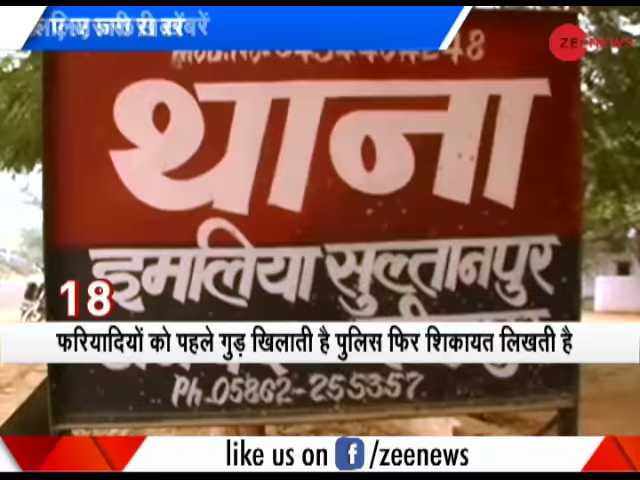 ZEE NEWS
थाना
इमलिया सुल्तानपुर
18
फरियादियों को पहले गुड़ खिलाती है पुलिस फिर शिकायत लिखती है
Ph.05862-255357
like us on f/zeenews